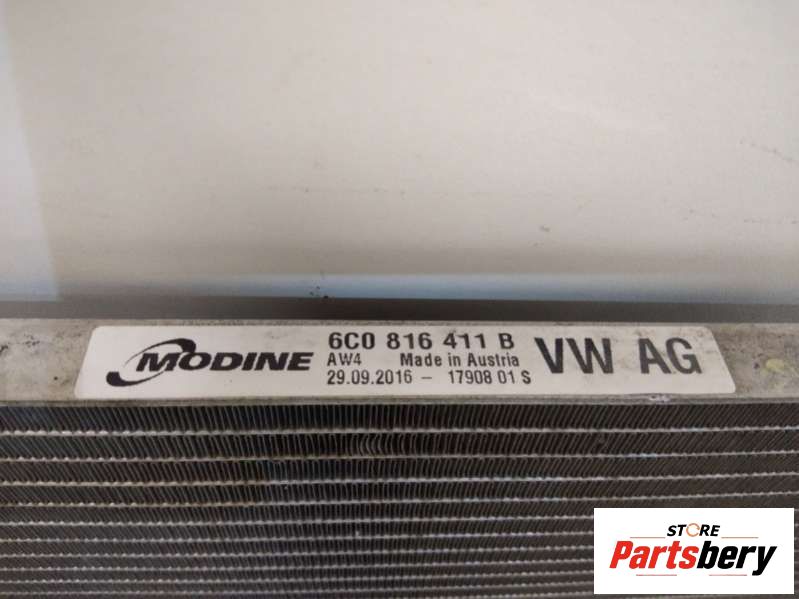 MODINE
6C0 816 411 B
AW4 Made in Austria
29.09.2016 – 17908 01 S
VW AG
STORE
Partsbery